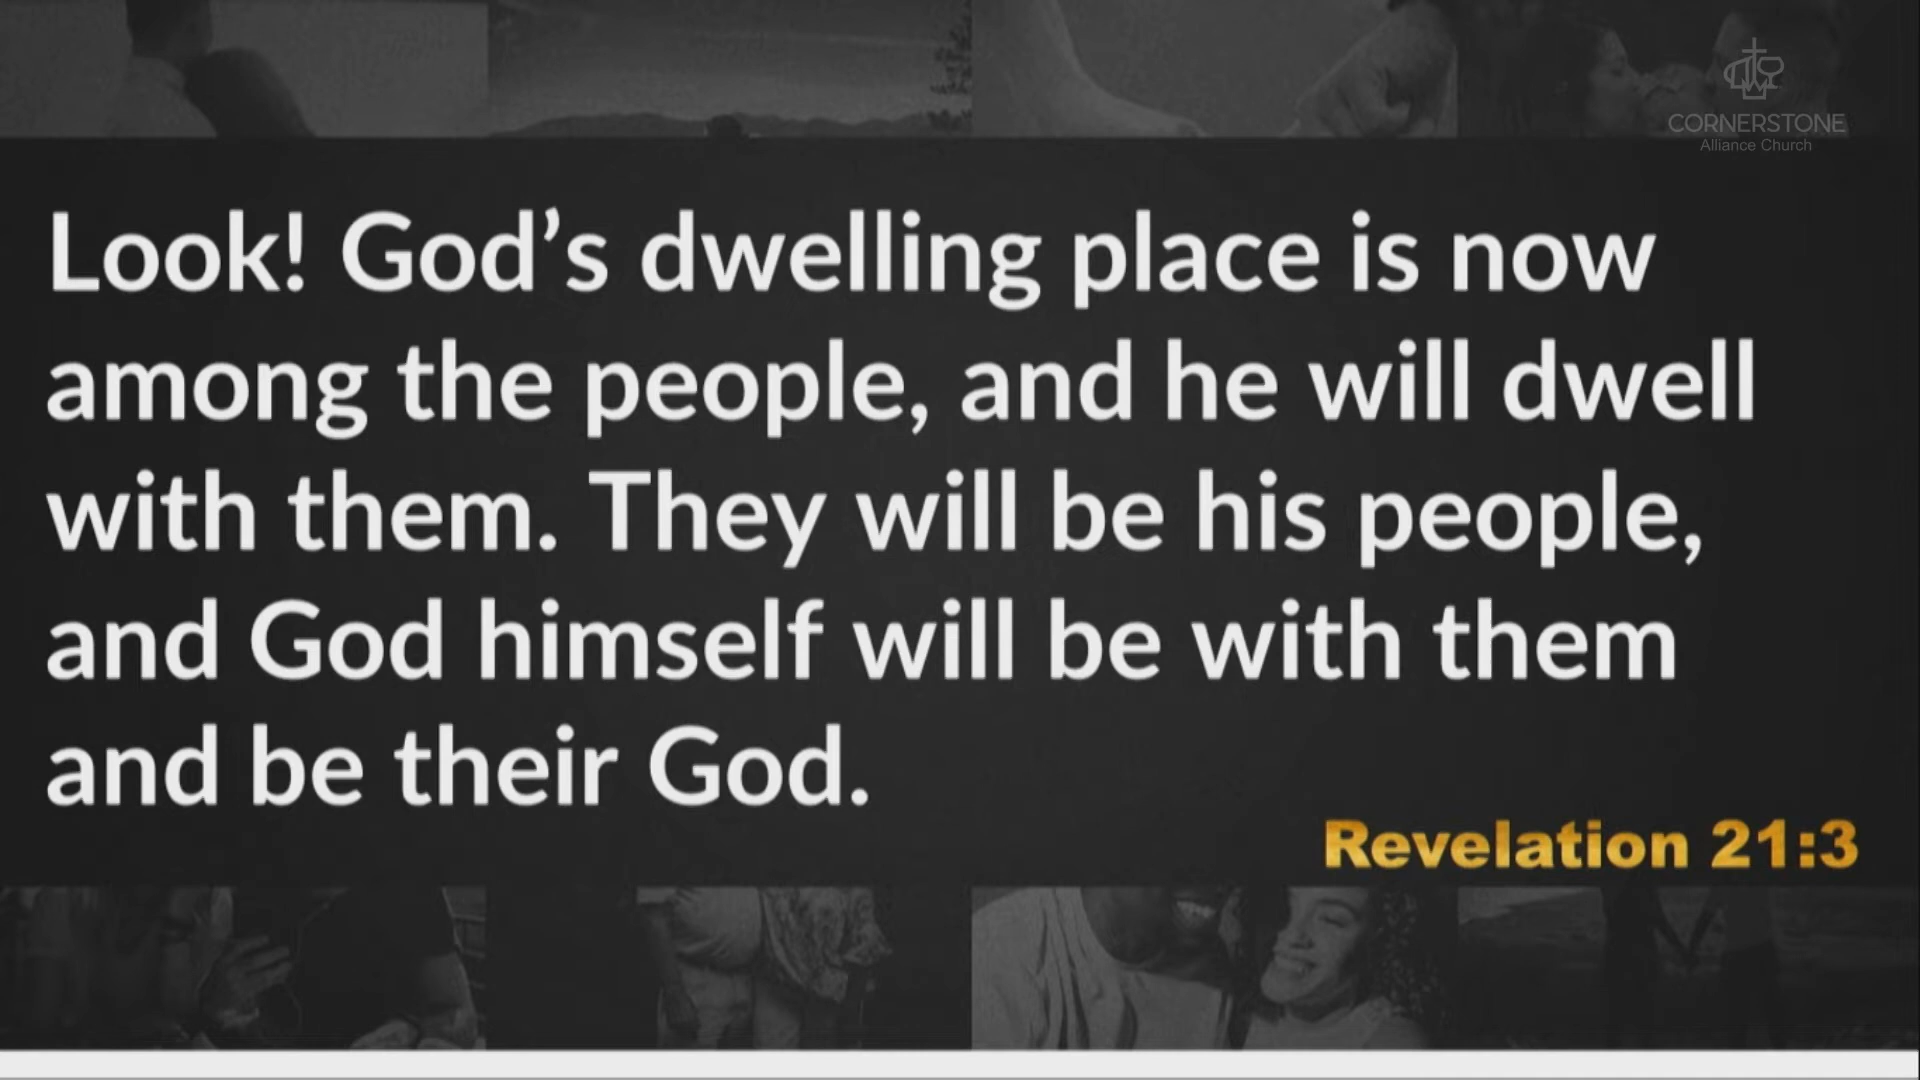 CORNERSTONE
Alliance Church
Look! God’s dwelling place is now
among the people, and he will dwell
with them. They will be his people,
and God himself will be with them
and be their God.
Revelation 21:3